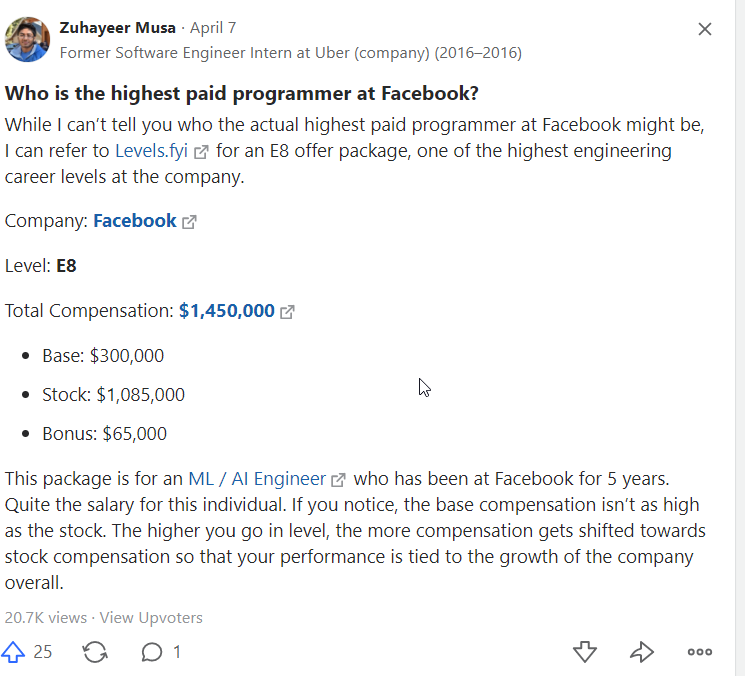 Zuhayeer Musa · April 7
Former Software Engineer Intern at Uber (company) (2016–2016)
Who is the highest paid programmer at Facebook?
While I can’t tell you who the actual highest paid programmer at Facebook might be,
I can refer to Levels.fyi for an E8 offer package, one of the highest engineering
career levels at the company.
Company: Facebook
Level: E8
Total Compensation: $1,450,000
• Base: $300,000
• Stock: $1,085,000
• Bonus: $65,000
This package is for an ML / AI Engineer who has been at Facebook for 5 years.
Quite the salary for this individual. If you notice, the base compensation isn’t as high
as the stock. The higher you go in level, the more compensation gets shifted towards
stock compensation so that your performance is tied to the growth of the company
overall.
20.7K views · View Upvoters
25 1